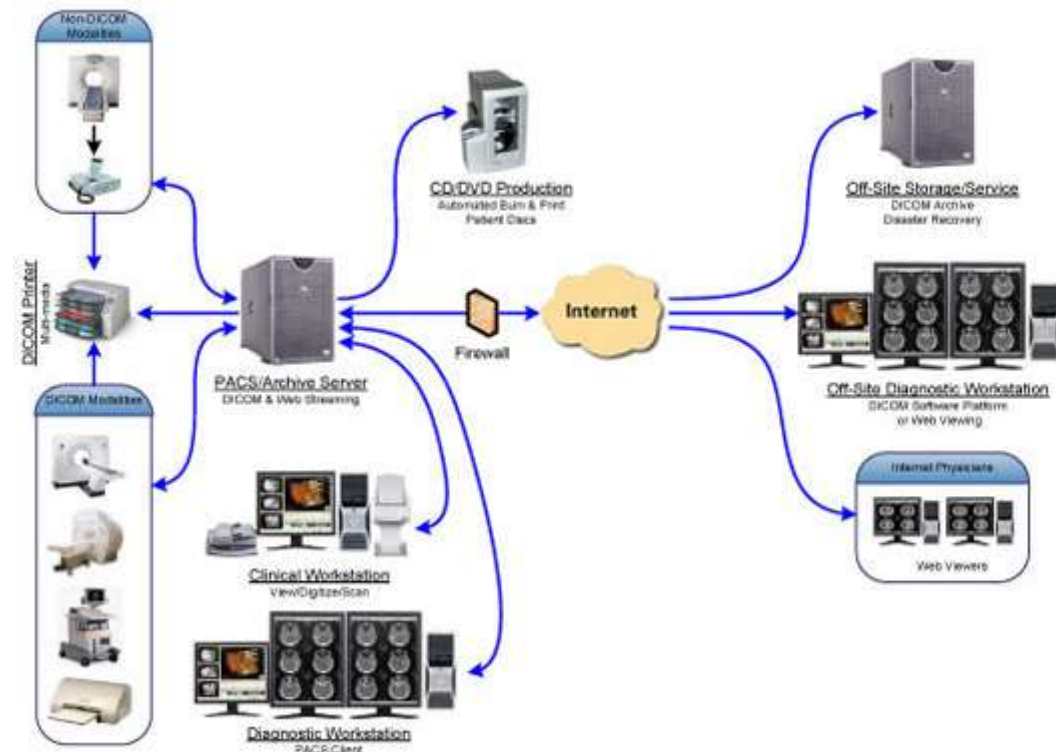 Non-DICOM
Modalities
CD/DVD Production
Automated Burn & Print
Patient Discs
Off-Site Storage/Service
DICOM Archive
Disaster Recovery
DICOM Printer
Multi-media
Internet
Firewall
PACS/Archive Server
DICOM & Web Streaming
Off-Site Diagnostic Workstation
DICOM Software Platform
or Web Viewing
DICOM Modalities
Internet Physicians
Web Viewers
Clinical Workstation
View/Digitize/Scan
Diagnostic Workstation
PACS Client